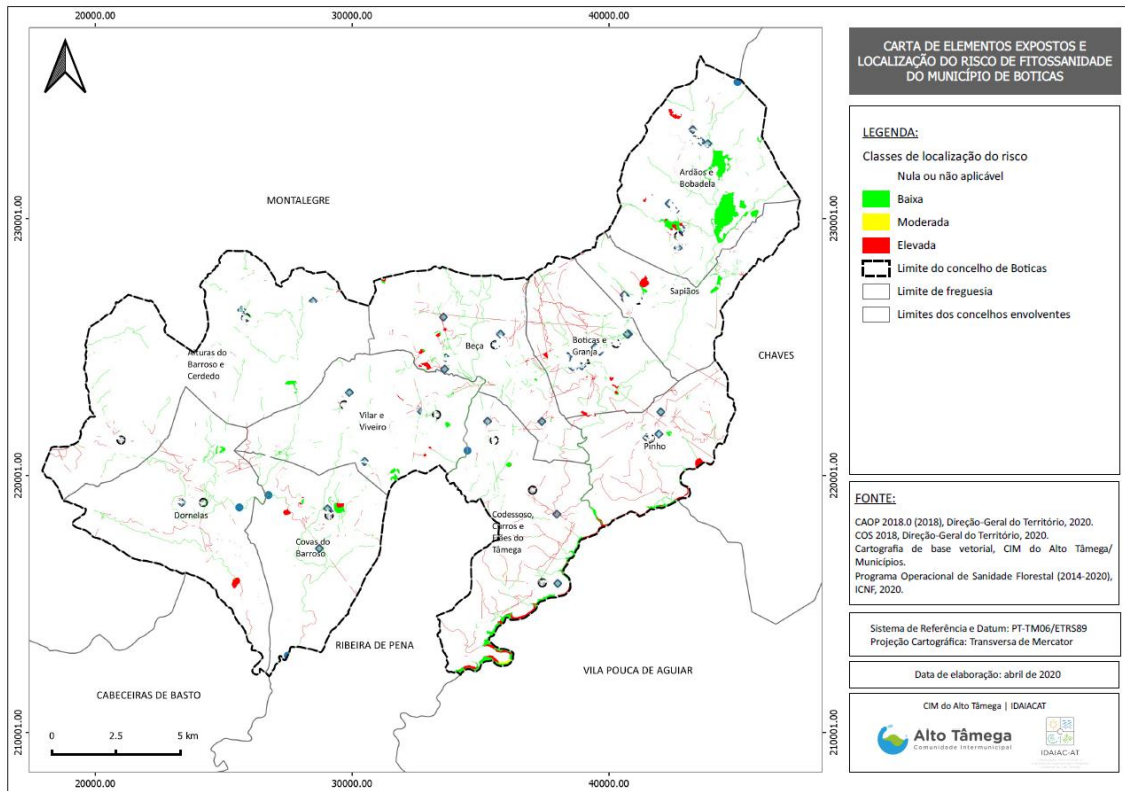 20000.00
30000.00
40000.00
230001.00
220001.00
210001.00
230001.00
220001.00
210001.00
MONTALEGRE
Ardãos e
Bobadela
Sapiãos
CHAVES
Beça
Boticas e
Granja
Alturas do
Barroso e
Cerdedo
Vilar e
Viveiro
Pinho
Dornelas
Covas do
Barroso
Codessoso,
Curros e
Fiães do
Tâmega
RIBEIRA DE PENA
VILA POUCA DE AGUIAR
CABECEIRAS DE BASTO
0 2.5 5 km
20000.00
30000.00
40000.00
CARTA DE ELEMENTOS EXPOSTOS E
LOCALIZAÇÃO DO RISCO DE FITOSSANIDADE
DO MUNICÍPIO DE BOTICAS
LEGENDA:
Classes de localização do risco
Nula ou não aplicável
Baixa
Moderada
Elevada
Limite do concelho de Boticas
Limite de freguesia
Limites dos concelhos envolventes
FONTE:
CAOP 2018.0 (2018), Direção-Geral do Território, 2020.
COS 2018, Direção-Geral do Território, 2020.
Cartografia de base vetorial, CIM do Alto Tâmega/
Municípios.
Programa Operacional de Sanidade Florestal (2014-2020),
ICNF, 2020.
Sistema de Referência e Datum: PT-TM06/ETRS89
Projeção Cartográfica: Transversa de Mercator
Data de elaboração: abril de 2020
CIM do Alto Tâmega | IDAIACAT
Alto Tâmega
Comunidade Intermunicipal
IDAIAC-AT